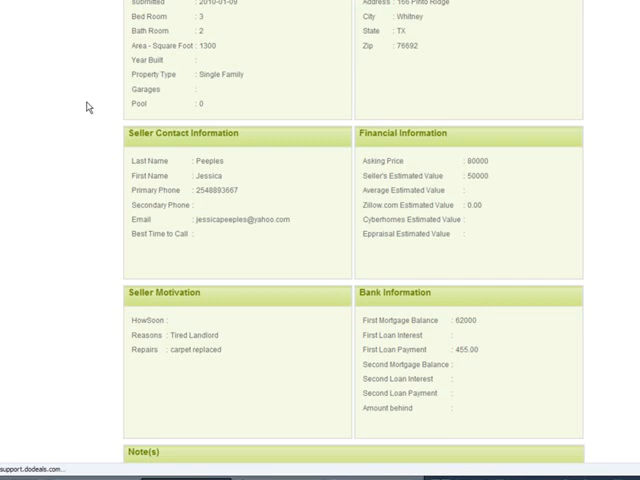 submitted : 2010-01-09
Bed Room : 3
Bath Room : 2
Area - Square Foot : 1300
Year Built :
Property Type : Single Family
Garages :
Pool : 0
Address : 166 Pinto Ridge
City : Whitney
State : TX
Zip : 76692
Seller Contact Information
Last Name : Peeples
First Name : Jessica
Primary Phone : 2548893667
Secondary Phone :
Email : jessicapeeples@yahoo.com
Best Time to Call :
Financial Information
Asking Price : 80000
Seller's Estimated Value : 50000
Average Estimated Value :
Zillow.com Estimated Value : 0.00
Cyberhomes Estimated Value :
Eppraisal Estimated Value :
Seller Motivation
HowSoon :
Reasons : Tired Landlord
Repairs : carpet replaced
Bank Information
First Mortgage Balance : 62000
First Loan Interest :
First Loan Payment : 455.00
Second Mortgage Balance :
Second Loan Interest :
Second Loan Payment :
Amount behind :
Note(s)
support.dodeals.com...